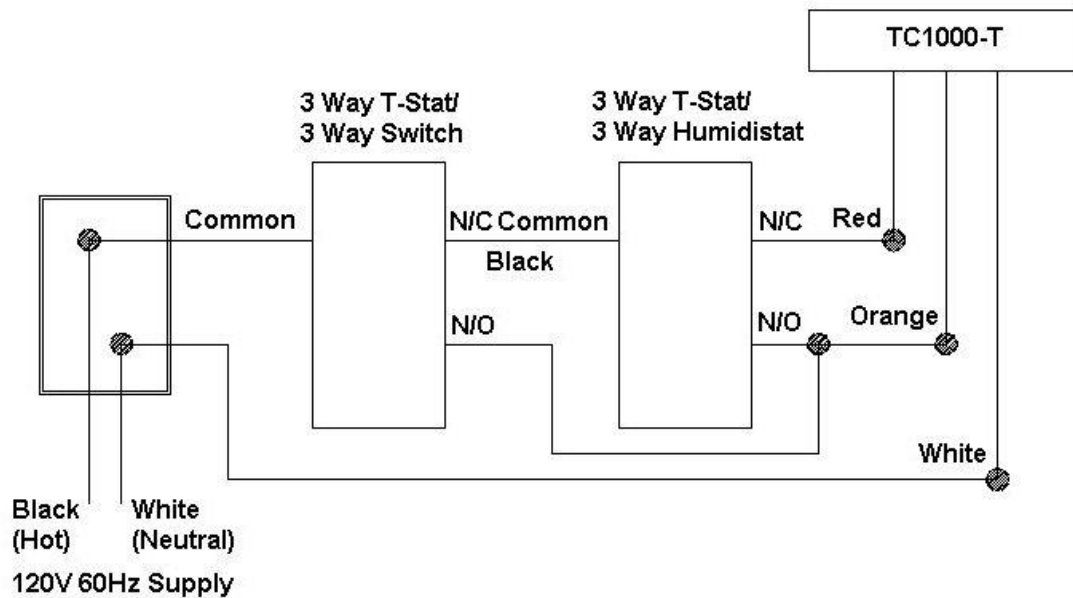 TC1000-T
3 Way T-Stat/
3 Way Switch
3 Way T-Stat/
3 Way Humidistat
Common
N/C
Common
Black
N/C
Red
N/O
N/O
Orange
White
Black
(Hot)
White
(Neutral)
120V 60Hz Supply